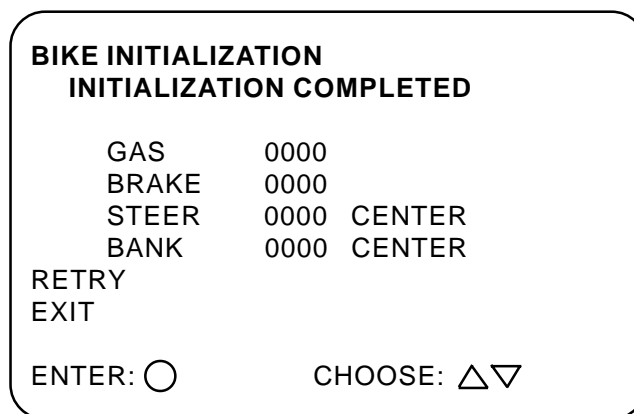 BIKE INITIALIZATION
INITIALIZATION COMPLETED
GAS 0000
BRAKE 0000
STEER 0000 CENTER
BANK 0000 CENTER
RETRY
EXIT
ENTER: ○ CHOOSE: △▽